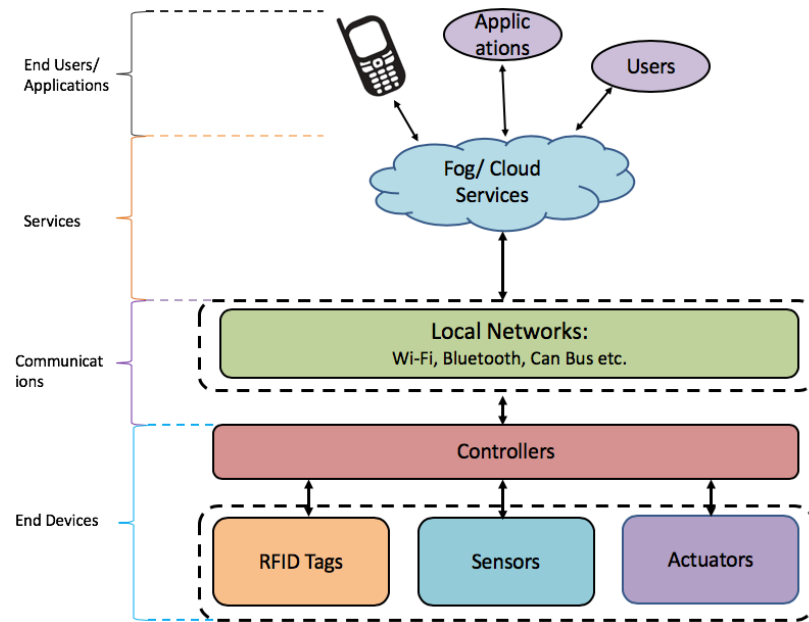 Applic
ations
End Users/
Applications
Users
Fog/ Cloud
Services
Services
Local Networks:
Wi-Fi, Bluetooth, Can Bus etc.
Communicat
ions
Controllers
End Devices
RFID Tags
Sensors
Actuators